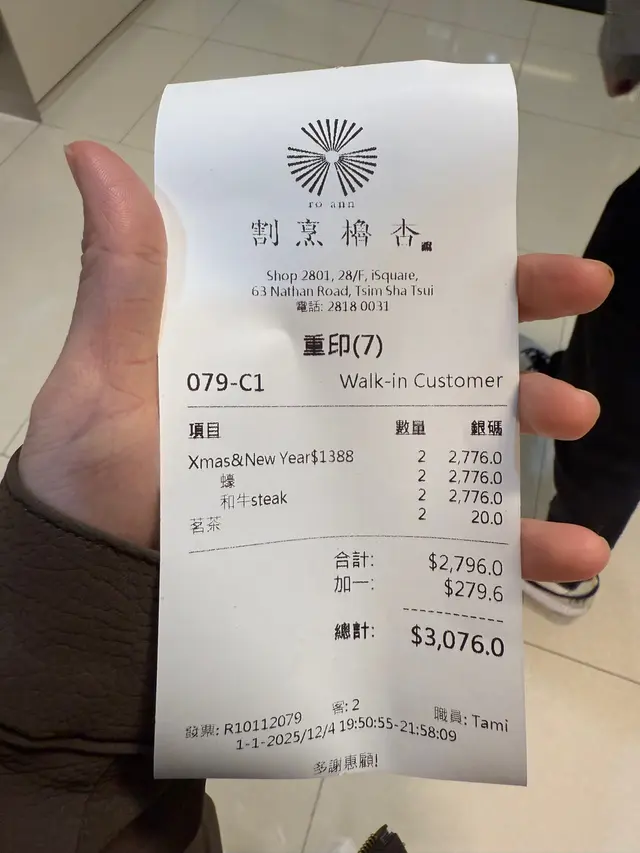 ro ann
割烹櫓杏
Shop 2801, 28/F, iSquare,
63 Nathan Road, Tsim Sha Tsui
電話: 2818 0031
重印(7)
079-C1 Walk-in Customer
項目 數量 銀碼
Xmas&New Year$1388 2 2,776.0
蠔 2 2,776.0
和牛steak 2 2,776.0
茗茶 2 20.0
合計: $2,796.0
加一: $279.6
總計: $3,076.0
發票: R10112079 客: 2 職員: Tami
1-1-2025/12/4 19:50:55-21:58:09
多謝惠顧!